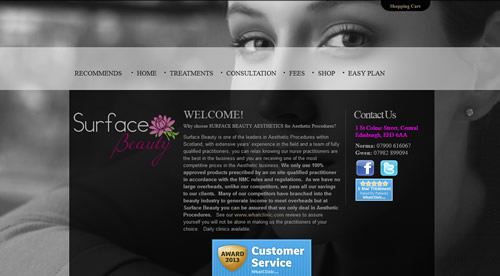 Shopping Cart
RECOMMENDS • HOME • TREATMENTS • CONSULTATION • FEES • SHOP • EASY PLAN
Surface
Beauty
WELCOME!
Why choose SURFACE BEAUTY AESTHETICS for Aesthetic Procedures?
Surface Beauty is one of the leaders in Aesthetic Procedures within
Scotland, with extensive years' experience in the field and a team of fully
qualified practitioners, you can relax knowing our nurse practitioners are
the best in the business and you are receiving one of the most
competitive prices in the Aesthetic business. We only use 100%
approved products prescribed by an on site qualified practitioner
in accordance with the NMC rules and regulations. As we have no
large overheads, unlike our competitors, we pass all our savings
to our clients. Many of our competitors have branched into the
beauty industry to generate income to meet overheads but at
Surface Beauty you can be assured that we only deal in Aesthetic
Procedures. See our www.whatclinic.com reviews to assure
yourself you will not be alone in making us the practitioners of your
choice. Daily clinics available.
Contact Us
1 St Colme Street, Central
Edinburgh, EH3 6AA
Norma: 07900 616067
Gwen: 07982 899094
5 Star Treatment
WhatClinic.com
AWARD
2013
Customer
Service
WhatClinic.com